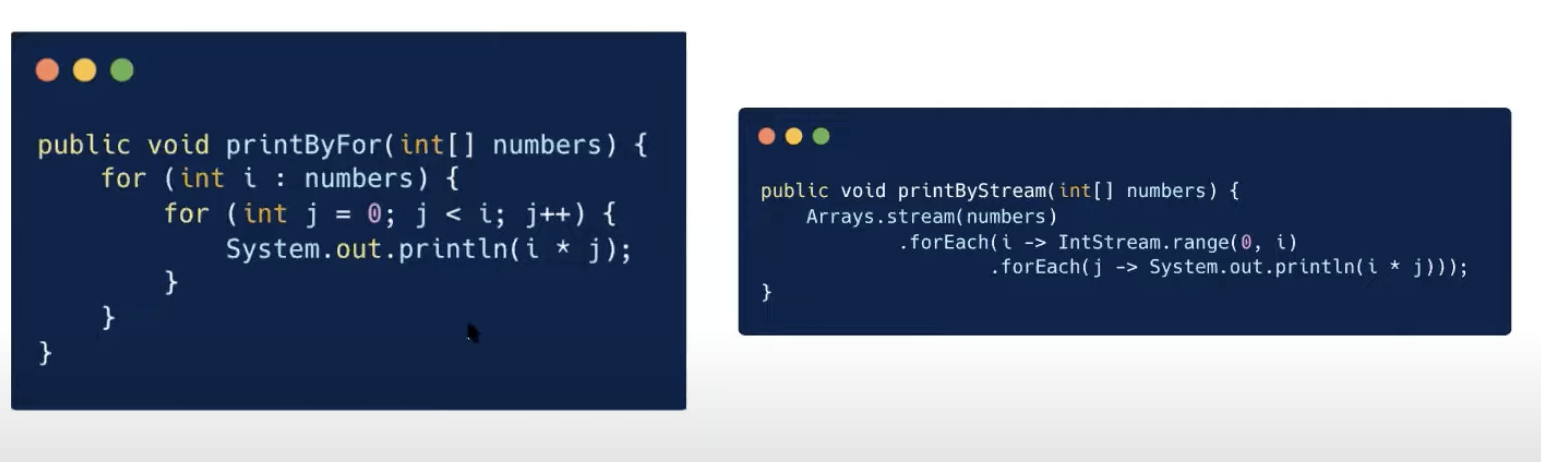 public void printByFor(int[] numbers) {
    for (int i : numbers) {
        for (int j = 0; j < i; j++) {
            System.out.println(i * j);
        }
    }
}
public void printByStream(int[] numbers) {
    Arrays.stream(numbers)
            .forEach(i -> IntStream.range(0, i)
                    .forEach(j -> System.out.println(i * j)));
}